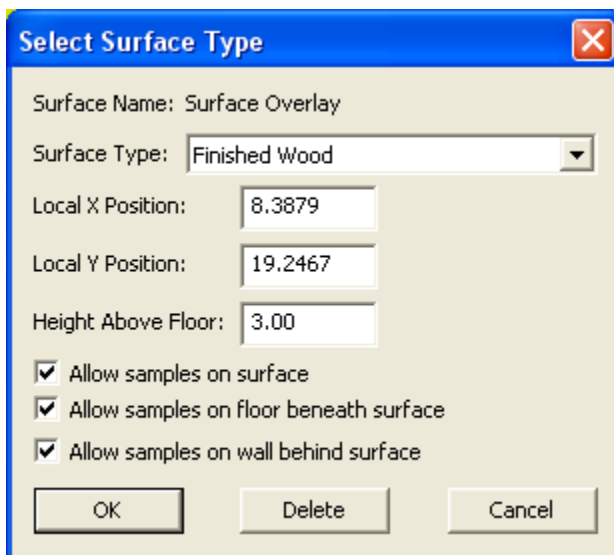 Select Surface Type
Surface Name: Surface Overlay
Surface Type: Finished Wood
Local X Position: 8.3879
Local Y Position: 19.2467
Height Above Floor: 3.00
Allow samples on surface
Allow samples on floor beneath surface
Allow samples on wall behind surface
OK Delete Cancel